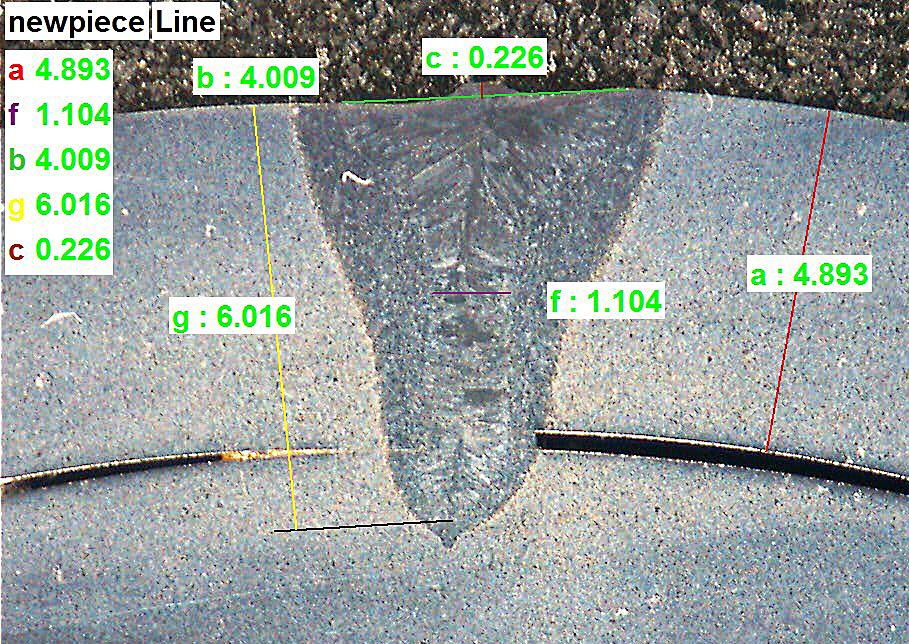 newpiece Line
a 4.893
f 1.104
b 4.009
g 6.016
c 0.226
b : 4.009
c : 0.226
a : 4.893
f : 1.104
g : 6.016